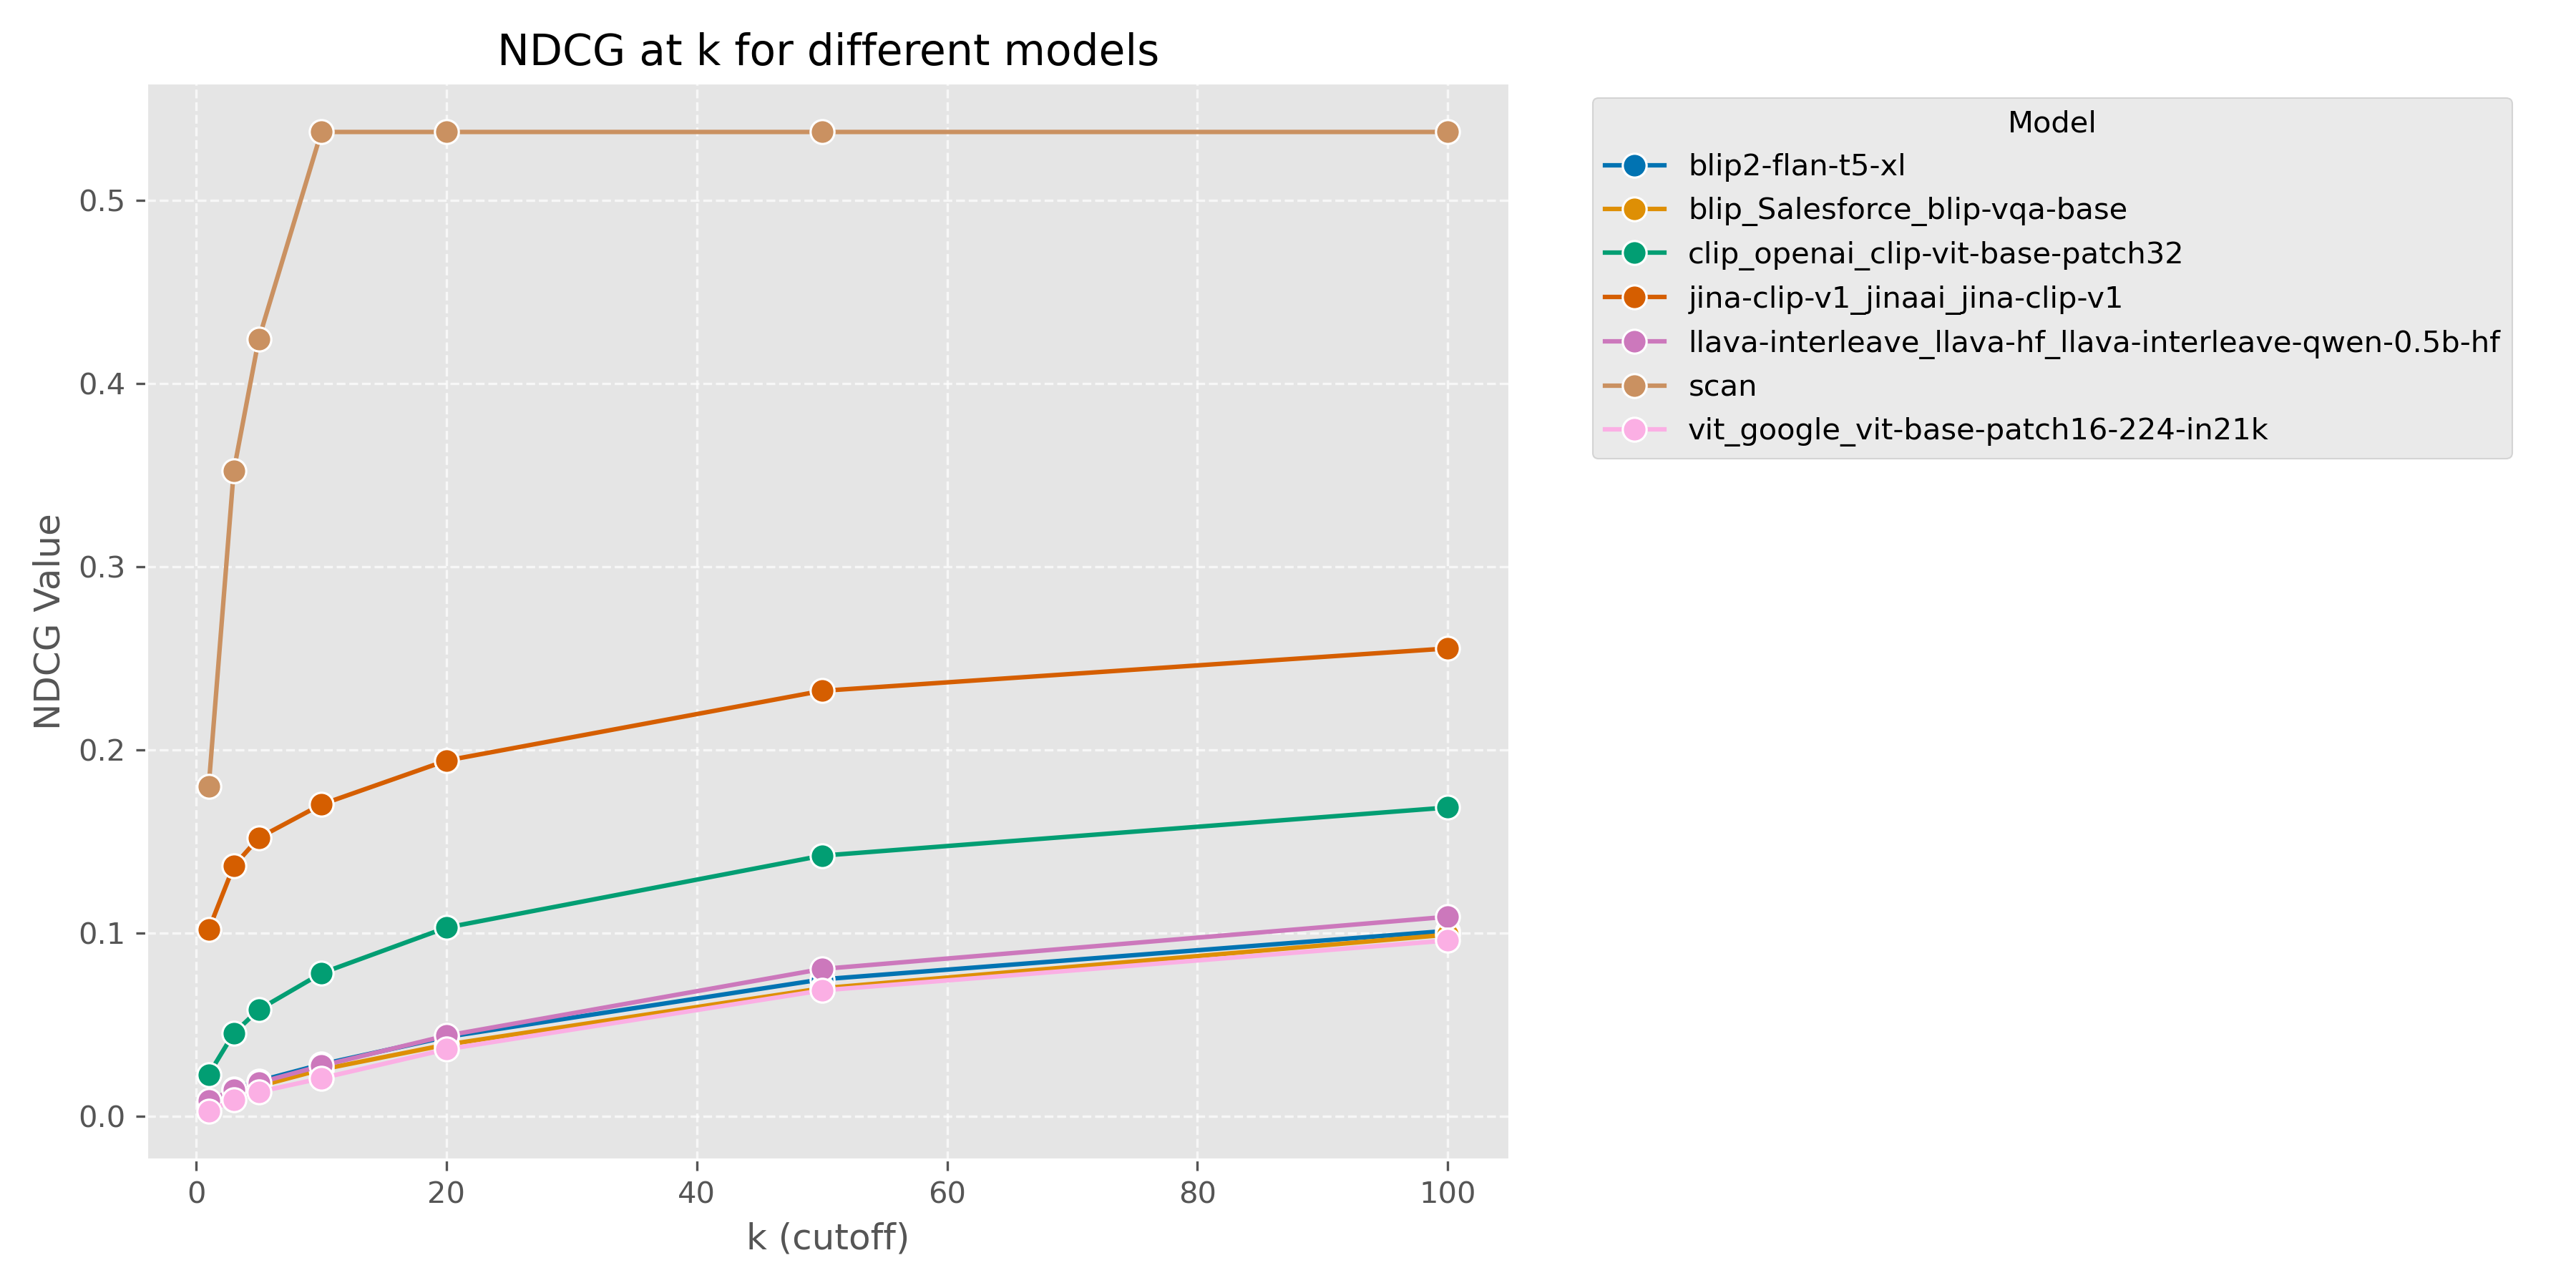 NDCG at k for different models
NDCG Value
0.5
0.4
0.3
0.2
0.1
0.0
0 20 40 60 80 100
k (cutoff)
Model
blip2-flan-t5-xl
blip_Salesforce_blip-vqa-base
clip_openai_clip-vit-base-patch32
jina-clip-v1_jinaai_jina-clip-v1
llava-interleave_llava-hf_llava-interleave-qwen-0.5b-hf
scan
vit_google_vit-base-patch16-224-in21k